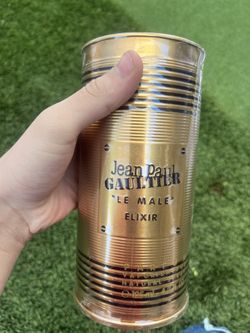 Jean Paul
GAULTIER
"LE MALE"
ELIXIR